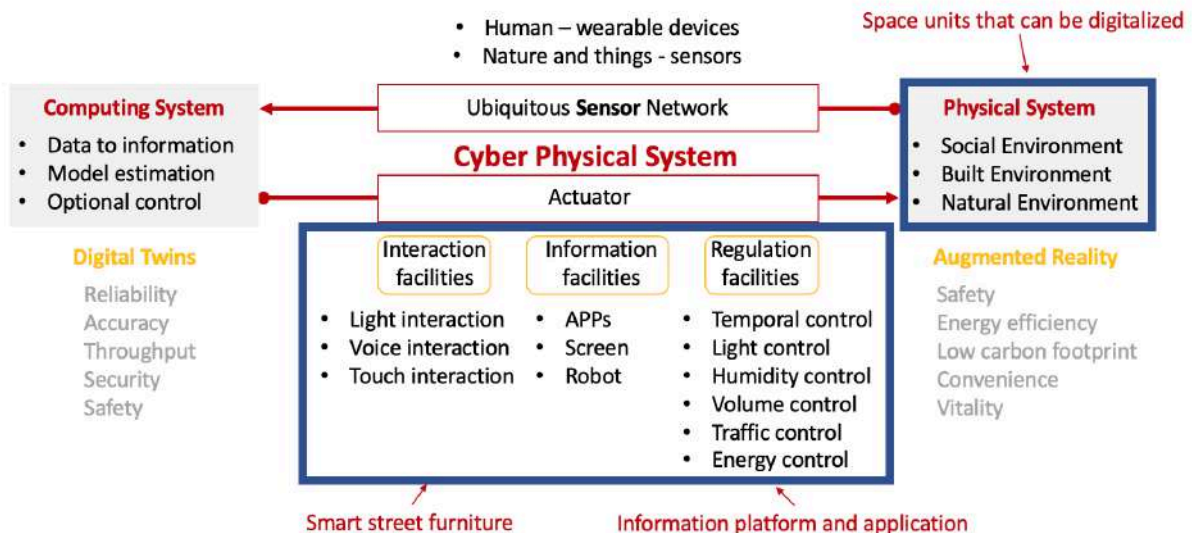 Space units that can be digitalized
• Human – wearable devices
• Nature and things - sensors
Computing System
• Data to information
• Model estimation
• Optional control
Ubiquitous Sensor Network
Cyber Physical System
Actuator
Physical System
• Social Environment
• Built Environment
• Natural Environment
Digital Twins
Reliability
Accuracy
Throughput
Security
Safety
Interaction
facilities
• Light interaction
• Voice interaction
• Touch interaction
Information
facilities
• APPs
• Screen
• Robot
Regulation
facilities
• Temporal control
• Light control
• Humidity control
• Volume control
• Traffic control
• Energy control
Augmented Reality
Safety
Energy efficiency
Low carbon footprint
Convenience
Vitality
Smart street furniture
Information platform and application